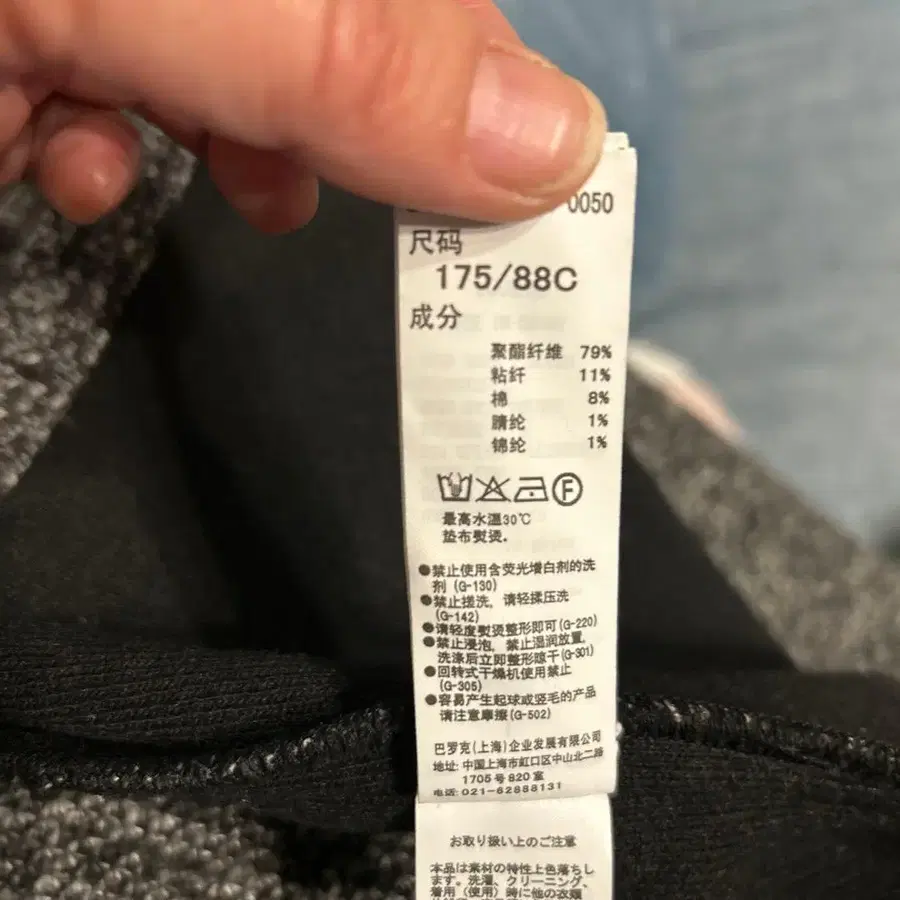 0050
尺码
175/88C
成分
聚酯纤维 79%
粘纤 11%
棉 8%
腈纶 1%
锦纶 1%
F
最高水温30℃
垫布熨烫。
●禁止使用含荧光增白剂的洗
剂 (G-130)
●禁止搓洗, 请轻揉压洗
(G-142)
●请轻度熨烫整形即可(G-220)
●禁止浸泡, 禁止湿润放置,
洗涤后立即整形晾干(G-301)
●回转式干燥机使用禁止
(G-305)
●容易产生起球或竖毛的产品
请注意摩擦(G-502)
巴罗克(上海)企业发展有限公司
地址: 中国上海市虹口区中山北二路
1705号820室
电话: 021-62888131
お取り扱い上のご注意
本品は素材の特性上色落ちし
ます。洗濯、クリーニング、
着用（使用）時に他の衣類